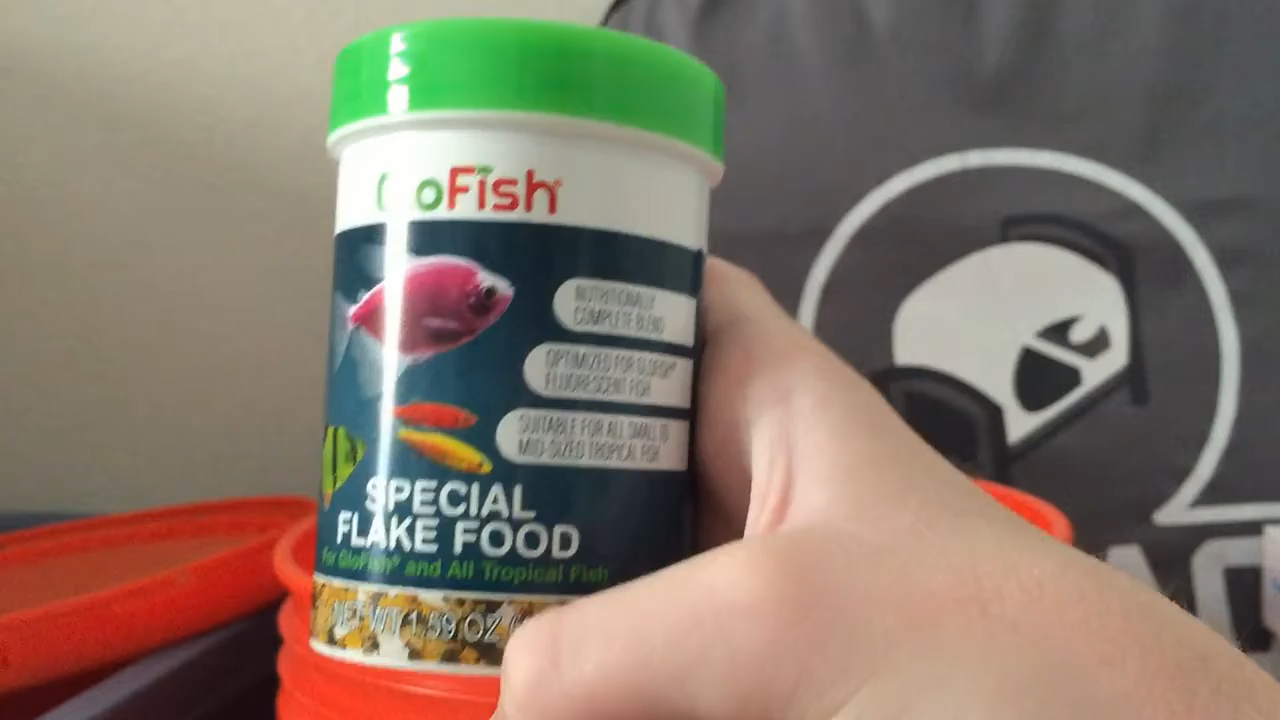 GloFish®
NUTRITIONALLY
COMPLETE BLEND
OPTIMIZED FOR GLOFISH®
FLUORESCENT FISH
SUITABLE FOR ALL SMALL TO
MID-SIZED TROPICAL FISH
SPECIAL
FLAKE FOOD
For GloFish® and All Tropical Fish
NET WT 1.59 OZ